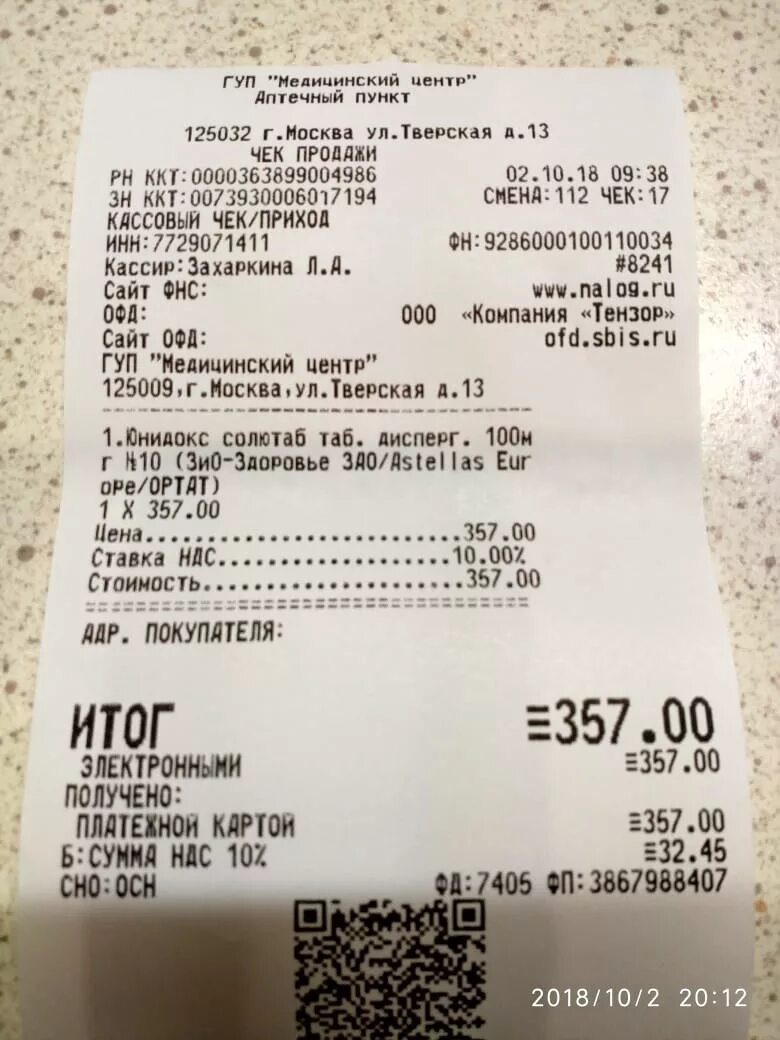 ГУП "Медицинский центр"
Аптечный пункт
125032 г.Москва ул.Тверская д.13
ЧЕК ПРОДАЖИ
РН ККТ:0000363899004986 02.10.18 09:38
ЗН ККТ:0073930006017194 СМЕНА:112 ЧЕК:17
КАССОВЫЙ ЧЕК/ПРИХОД
ИНН:7729071411 ФН:9286000100110034
Кассир:Захаркина Л.А. #8241
Сайт ФНС: www.nalog.ru
ОФД: ООО «Компания «Тензор»
Сайт ОФД: ofd.sbis.ru
ГУП "Медицинский центр"
125009,г.Москва,ул.Тверская д.13
1.Юнидокс солютаб таб. дисперг. 100м
г №10 (ЗиО-Здоровье ЗАО/Astellas Eur
ope/ОРТАТ)
1 X 357.00
Цена..........................357.00
Ставка НДС....................10.00%
Стоимость.....................357.00
АДР. ПОКУПАТЕЛЯ:
ИТОГ ≡357.00
ЭЛЕКТРОННЫМИ ≡357.00
ПОЛУЧЕНО:
ПЛАТЕЖНОЙ КАРТОЙ ≡357.00
Б:СУММА НДС 10% ≡32.45
СНО:ОСН ФД:7405 ФП:3867988407
2018/10/2 20:12